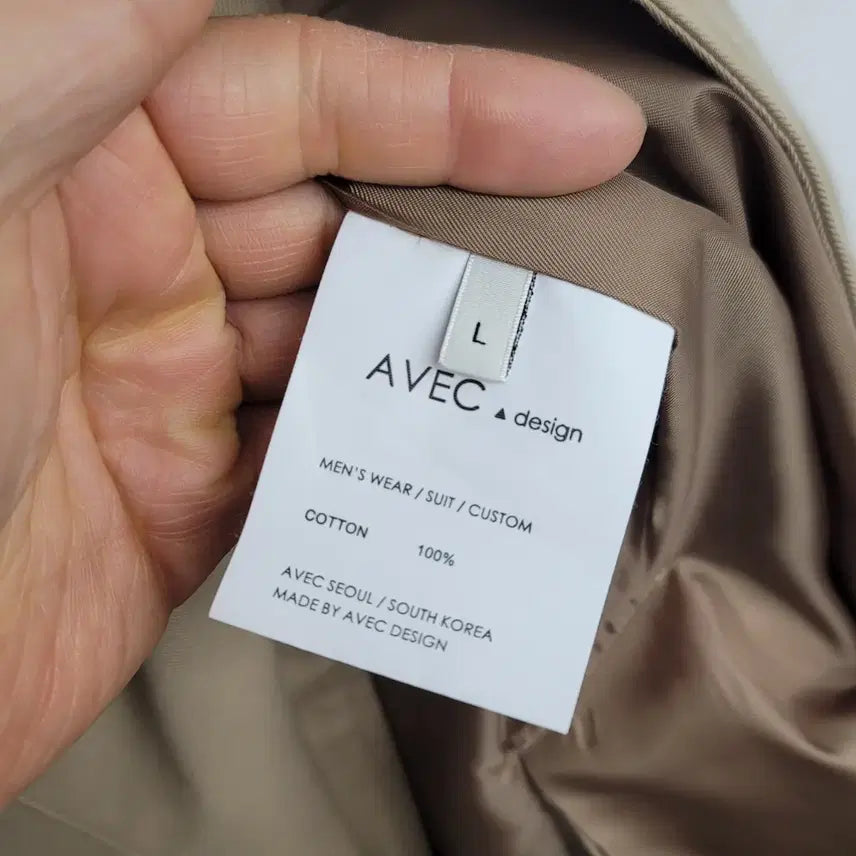 L
AVEC ▲ design
MEN'S WEAR / SUIT / CUSTOM
COTTON 100%
AVEC SEOUL / SOUTH KOREA
MADE BY AVEC DESIGN